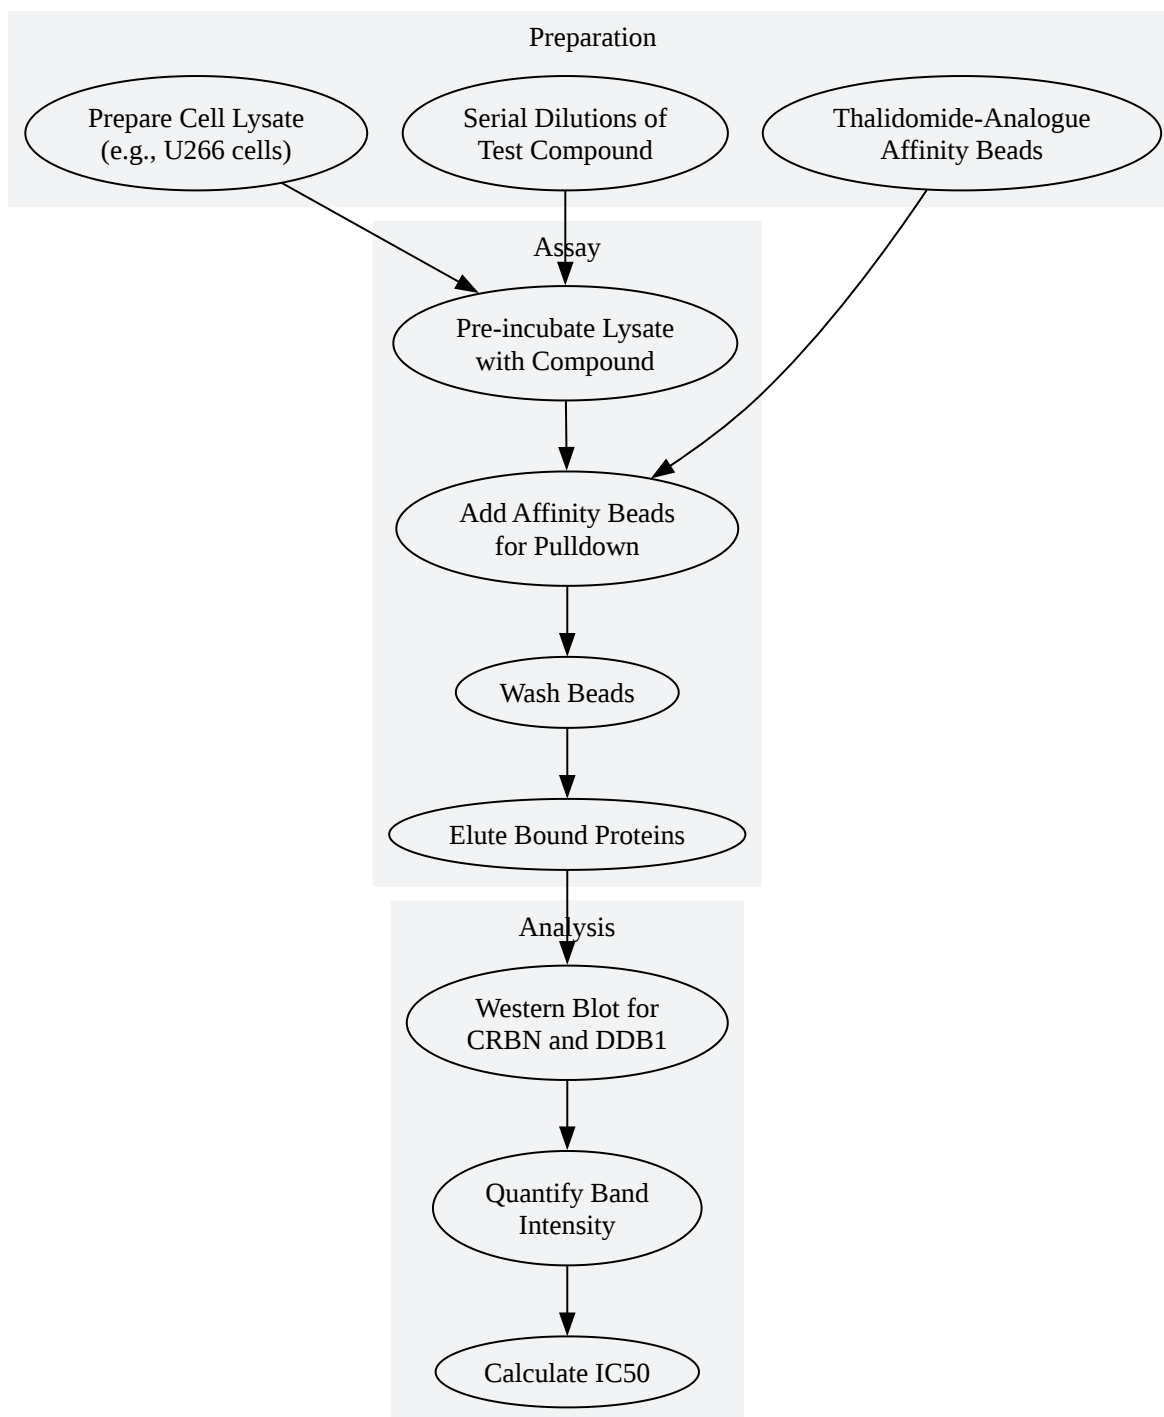 Preparation
Prepare Cell Lysate
(e.g., U266 cells)
Serial Dilutions of
Test Compound
Thalidomide-Analogue
Affinity Beads
Assay
Pre-incubate Lysate
with Compound
Add Affinity Beads
for Pulldown
Wash Beads
Elute Bound Proteins
Analysis
Western Blot for
CRBN and DDB1
Quantify Band
Intensity
Calculate IC50